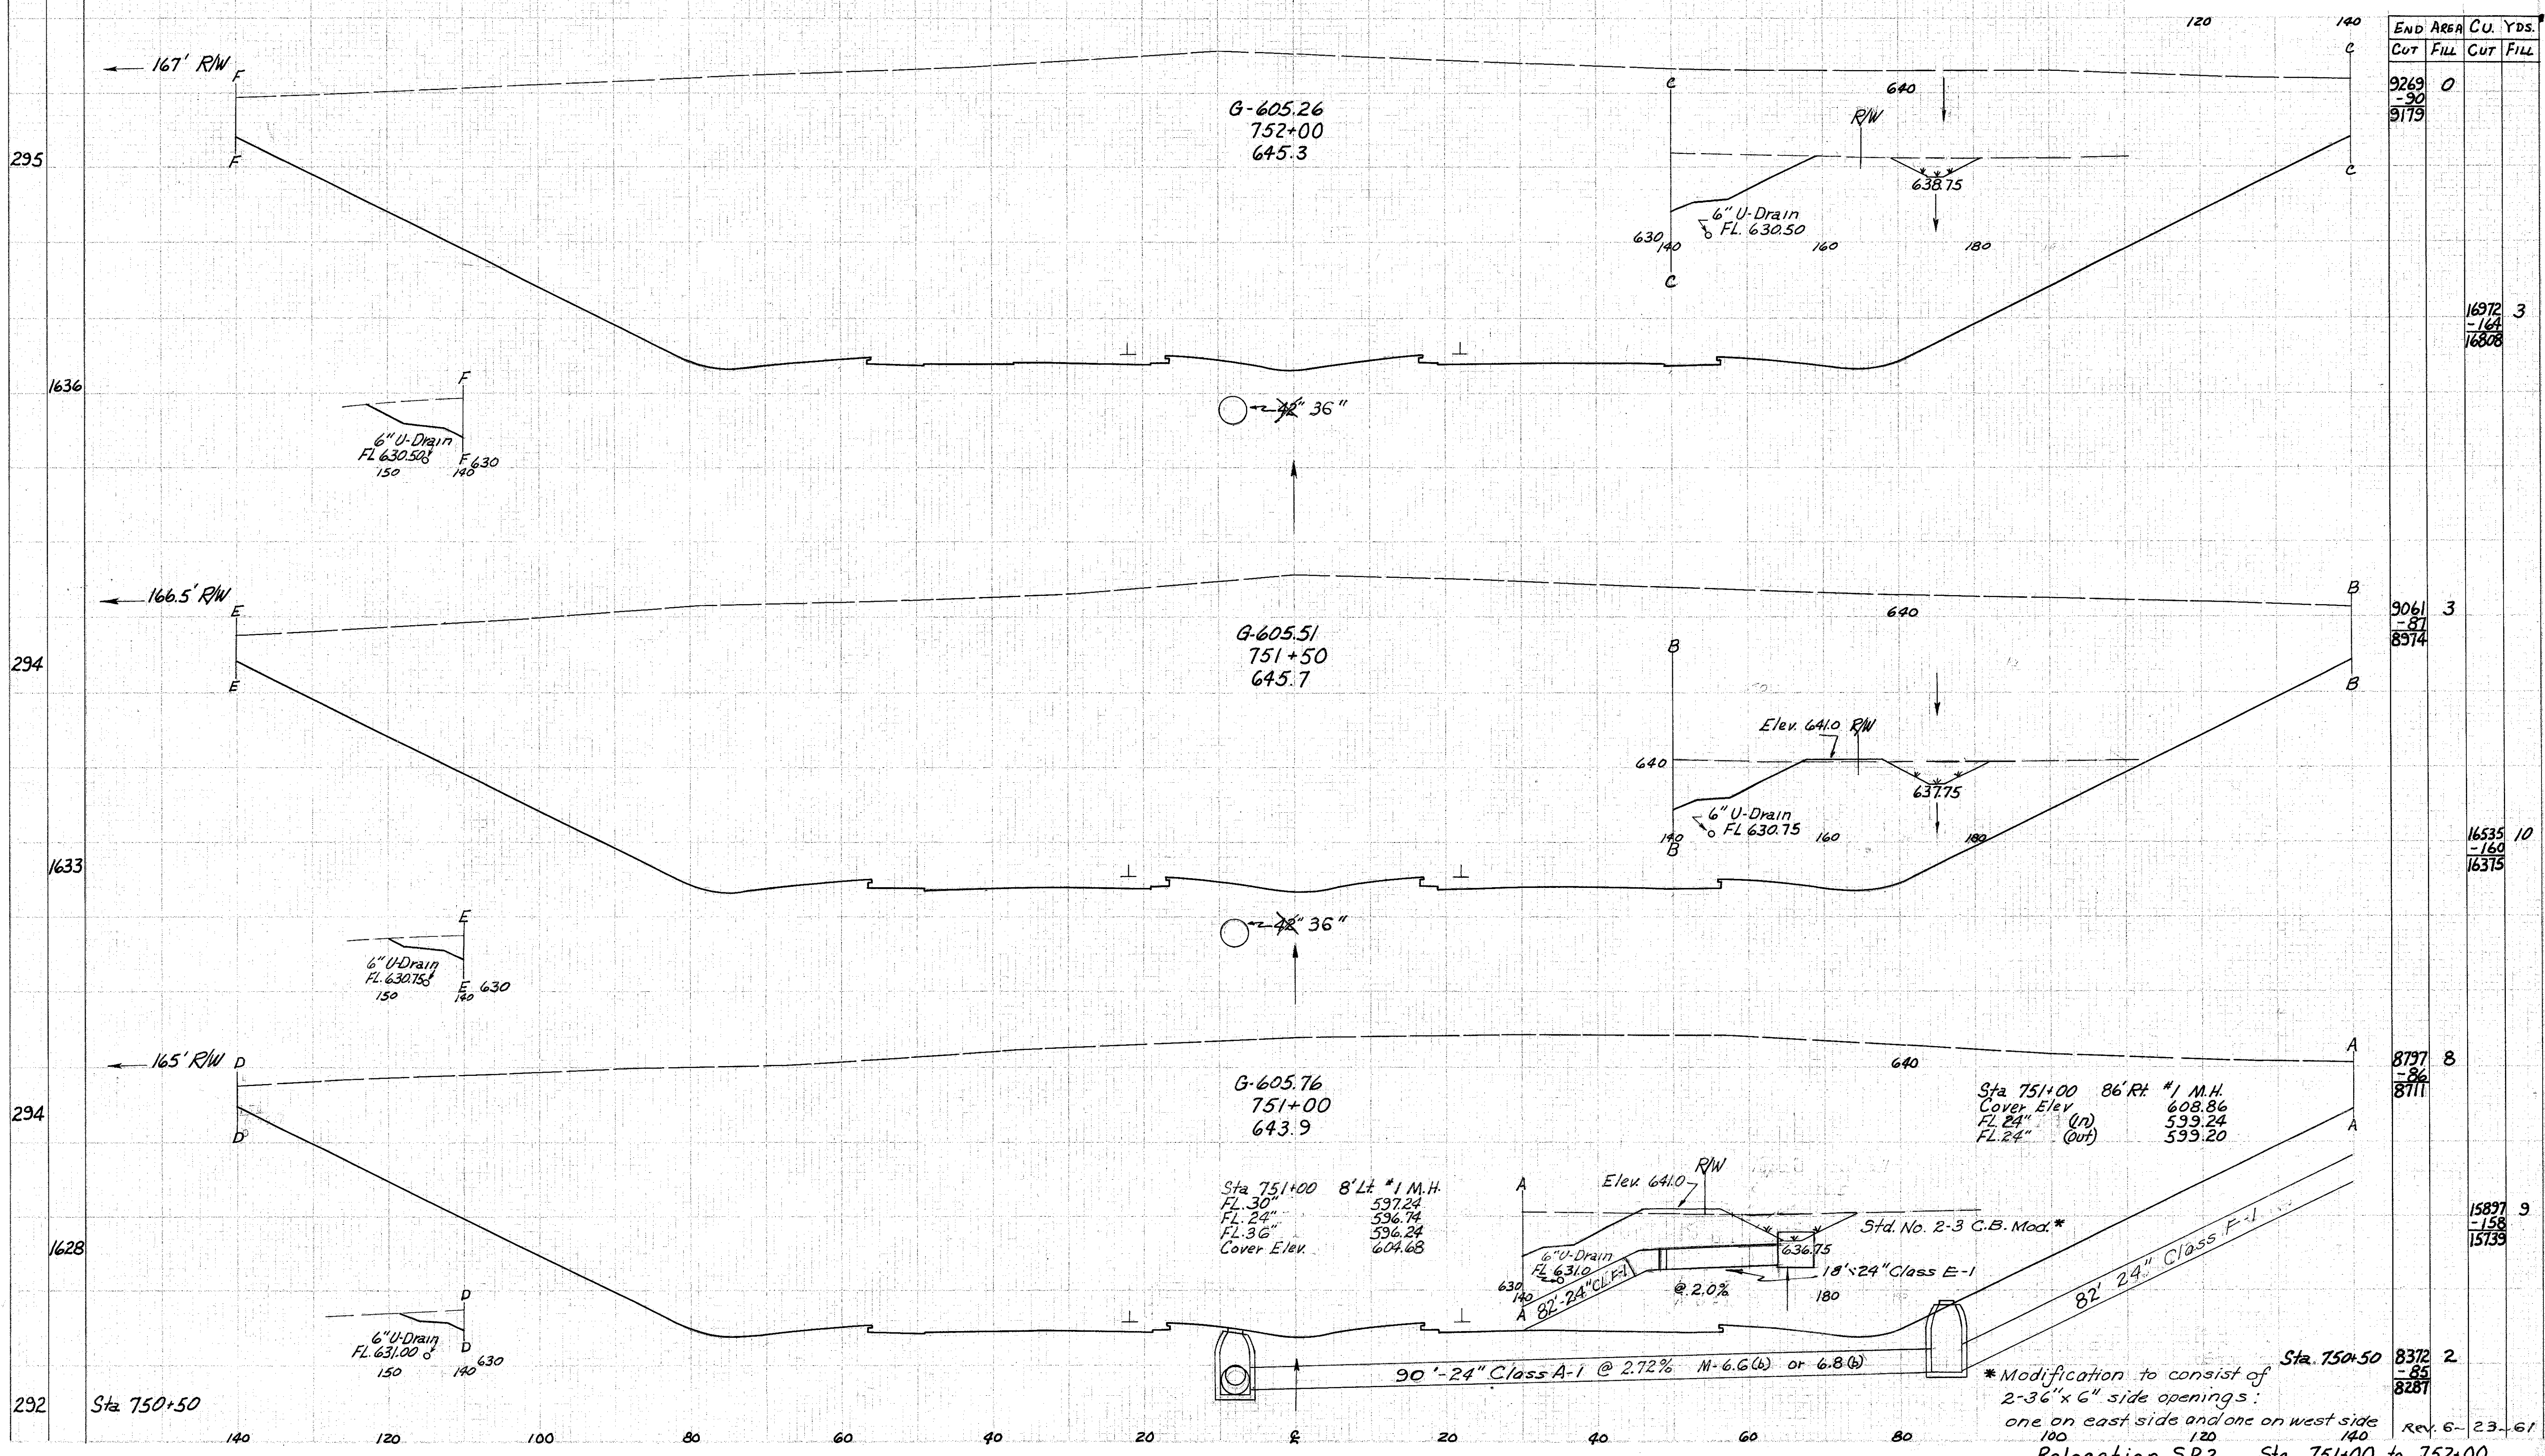 120 140
END AREA CU. YDS.
CUT FILL CUT FILL
167' R/W
F
C
C
640
9269 0
-90
9179
G-605.26
752+00
645.3
R/W
295
F
638.75
C
6" U-Drain
FL. 630.50
630
140 160 180
C
16972 3
-164
16808
1636
F
42" 36"
6" U-Drain
FL 630.50
F 630
150 140
166.5' R/W
E
B
640
9061 3
-87
8974
G-605.51
751+50
645.7
B
294
E
B
Elev. 641.0 R/W
640
637.75
6" U-Drain
FL 630.75
140 160 180
B
16535 10
-160
16375
1633
E
42" 36"
6" U-Drain
FL. 630.75
E 630
150 140
165' R/W
D
A
640
8797 8
-86
8711
G-605.76
751+00
643.9
Sta 751+00 86' Rt. #1 M.H.
Cover Elev 608.86
FL 24" (in) 599.24
FL. 24" (out) 599.20
294
D
A
Sta 751+00 8' Lt. #1 M.H.
FL. 30" 597.24
FL. 24" 596.74
FL. 36" 596.24
Cover Elev. 604.68
A
Elev. 641.0
R/W
Std. No. 2-3 C.B. Mod.*
636.75
6" U-Drain
FL 631.0
18'-24" Class E-1
@ 2.0%
630
140
A
82'-24" CL.F-1
180
82' 24" Class F-1
15897 9
-158
15739
1628
D
6" U-Drain
FL. 631.00
D
630
150 140
90'-24" Class A-1 @ 2.72% M-6.6(b) or 6.8(b)
Sta. 750+50 8372 2
-85
8287
*Modification to consist of
2-36" x 6" side openings:
one on east side and one on west side
292 Sta 750+50
Rev. 6-23-61
140 120 100 80 60 40 20 ℄ 20 40 60 80 100 120 140
Relocation S.R.2 Sta. 751+00 to 752+00